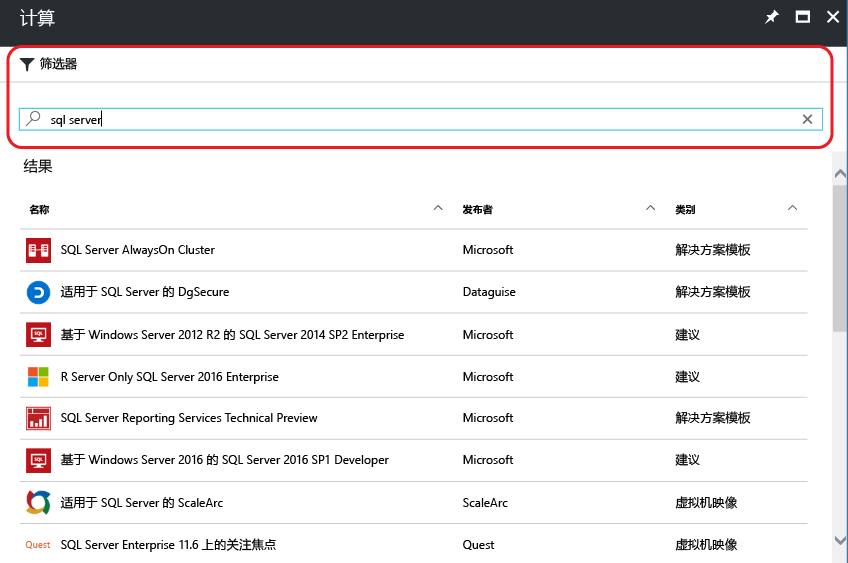 计算
筛选器
sql server
结果
名称 发布者 类别
SQL Server AlwaysOn Cluster Microsoft 解决方案模板
适用于 SQL Server 的 DgSecure Dataguise 解决方案模板
SQL 基于 Windows Server 2012 R2 的 SQL Server 2014 SP2 Enterprise Microsoft 建议
R Server Only SQL Server 2016 Enterprise Microsoft 建议
SQL Server Reporting Services Technical Preview Microsoft 解决方案模板
SQL 基于 Windows Server 2016 的 SQL Server 2016 SP1 Developer Microsoft 建议
适用于 SQL Server 的 ScaleArc ScaleArc 虚拟机映像
Quest SQL Server Enterprise 11.6 上的关注焦点 Quest 虚拟机映像